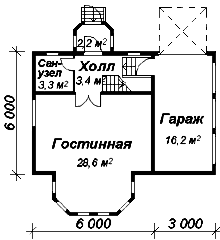 2,2 м²
Сан-
узел
3,3 м²
Холл
3,4 м²
Гараж
16,2 м²
Гостинная
28,6 м²
6 000
6 000
3 000